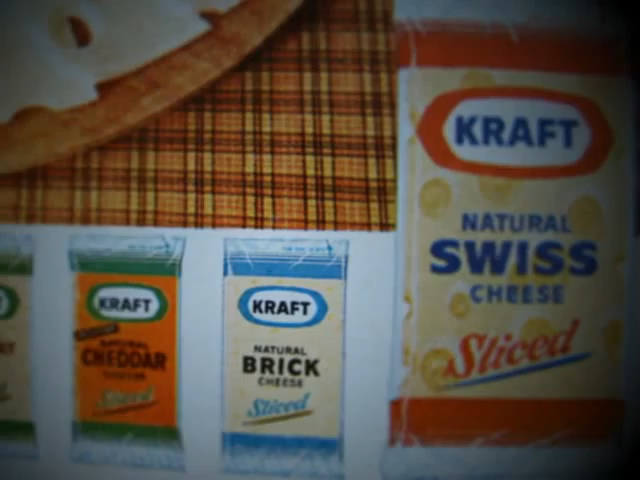 KRAFT
NATURAL
SWISS
CHEESE
Sliced
KRAFT
NATURAL
CHEDDAR
Sliced
KRAFT
NATURAL
BRICK
CHEESE
Sliced